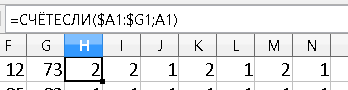 =СЧЁТЕСЛИ($A1:$G1;A1)
F G H I J K L M N
12 73 2 2 1 2 1 2 1